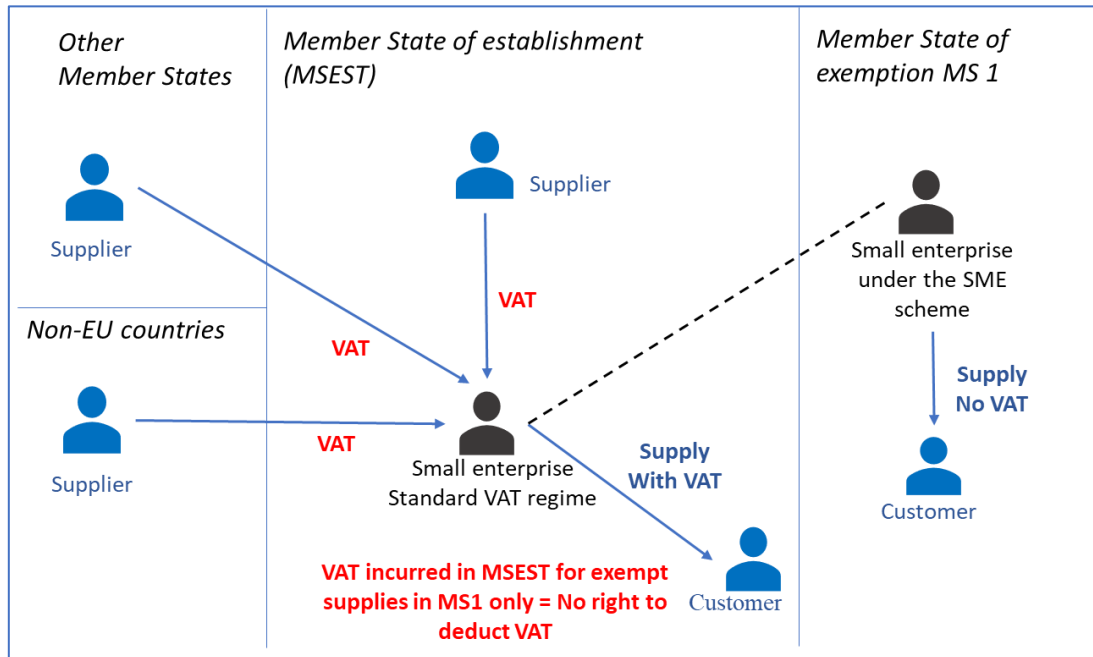 Other
Member States
Member State of establishment
(MSEST)
Member State of
exemption MS 1
Supplier
Supplier
Small enterprise
under the SME
scheme
VAT
VAT
Non-EU countries
VAT
Supplier
Small enterprise
Standard VAT regime
Supply
With VAT
Supply
No VAT
Customer
VAT incurred in MSEST for exempt
supplies in MS1 only = No right to
deduct VAT
Customer